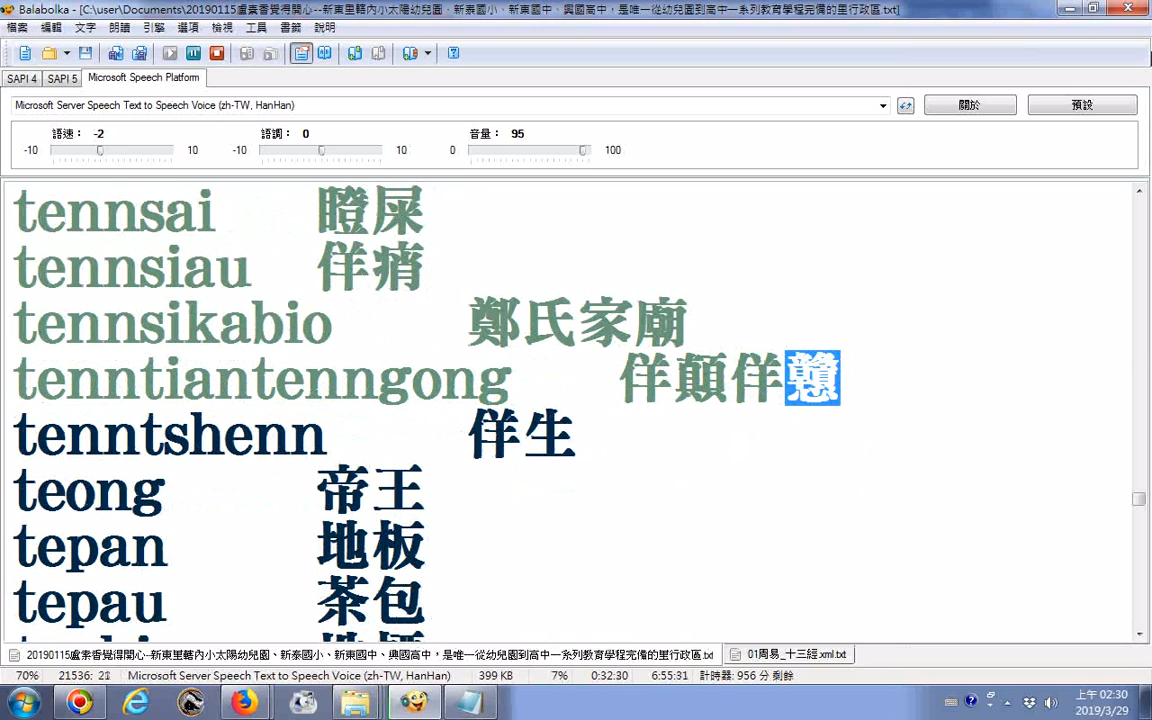 Balabolka - [C:\user\Documents\20190115盧素香覺得開心--新東里轄內小太陽幼兒園、新泰國小、新東國中、興國高中，是唯一從幼兒園到高中一系列教育學程完備的里行政區.txt]
檔案 編輯 文字 朗讀 引擎 選項 檢視 工具 書籤 說明
SAPI 4 SAPI 5 Microsoft Speech Platform
Microsoft Server Speech Text to Speech Voice (zh-TW, HanHan) 關於 預設
語速： -2 語調： 0 音量： 95
-10 10 -10 10 0 100
tennsai 瞪屎
tennsiau 佯痟
tennsikabio 鄭氏家廟
tenntiantenngong 佯顛佯戇
tenntshenn 佯生
teong 帝王
tepan 地板
tepau 茶包
20190115盧素香覺得開心--新東里轄內小太陽幼兒園、新泰國小、新東國中、興國高中，是唯一從幼兒園到高中一系列教育學程完備的里行政區.txt 01周易_十三經.xml.txt
70% 21536: 21 Microsoft Server Speech Text to Speech Voice (zh-TW, HanHan) 399 KB 7% 0:32:30 6:55:31 計時器: 956 分 剩餘
上午 02:30
2019/3/29